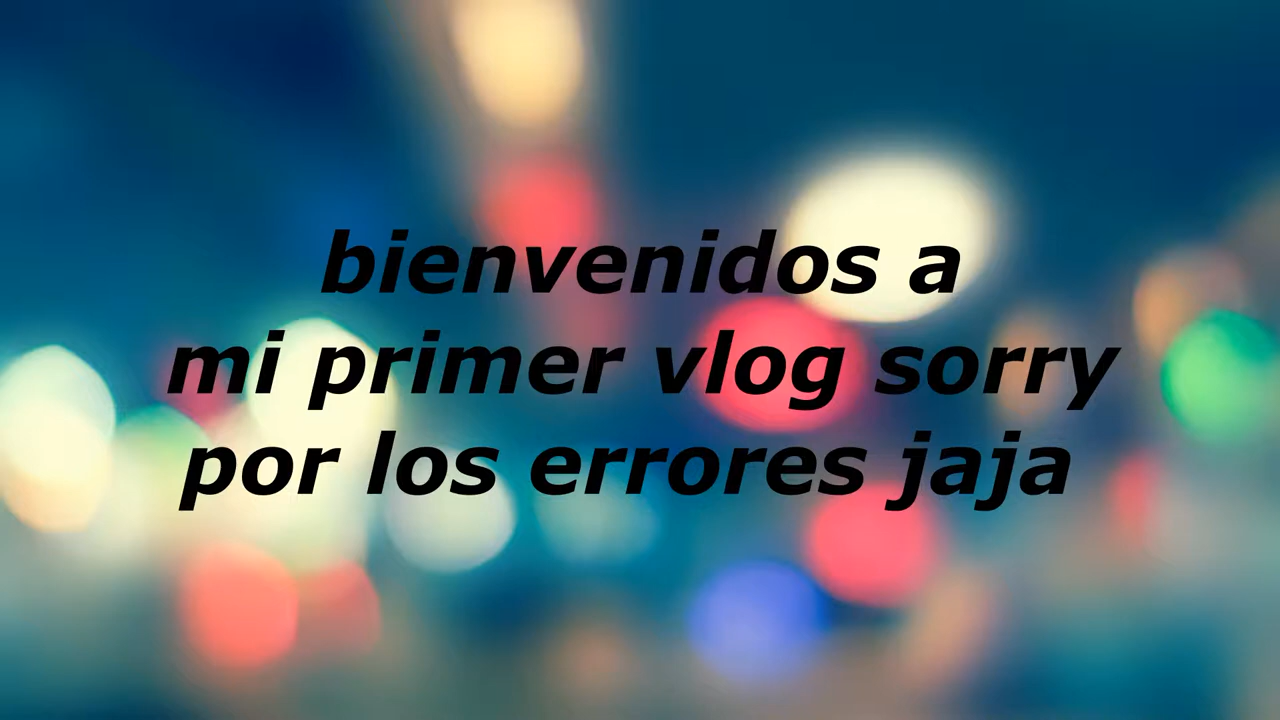 bienvenidos a
mi primer vlog sorry
por los errores jaja